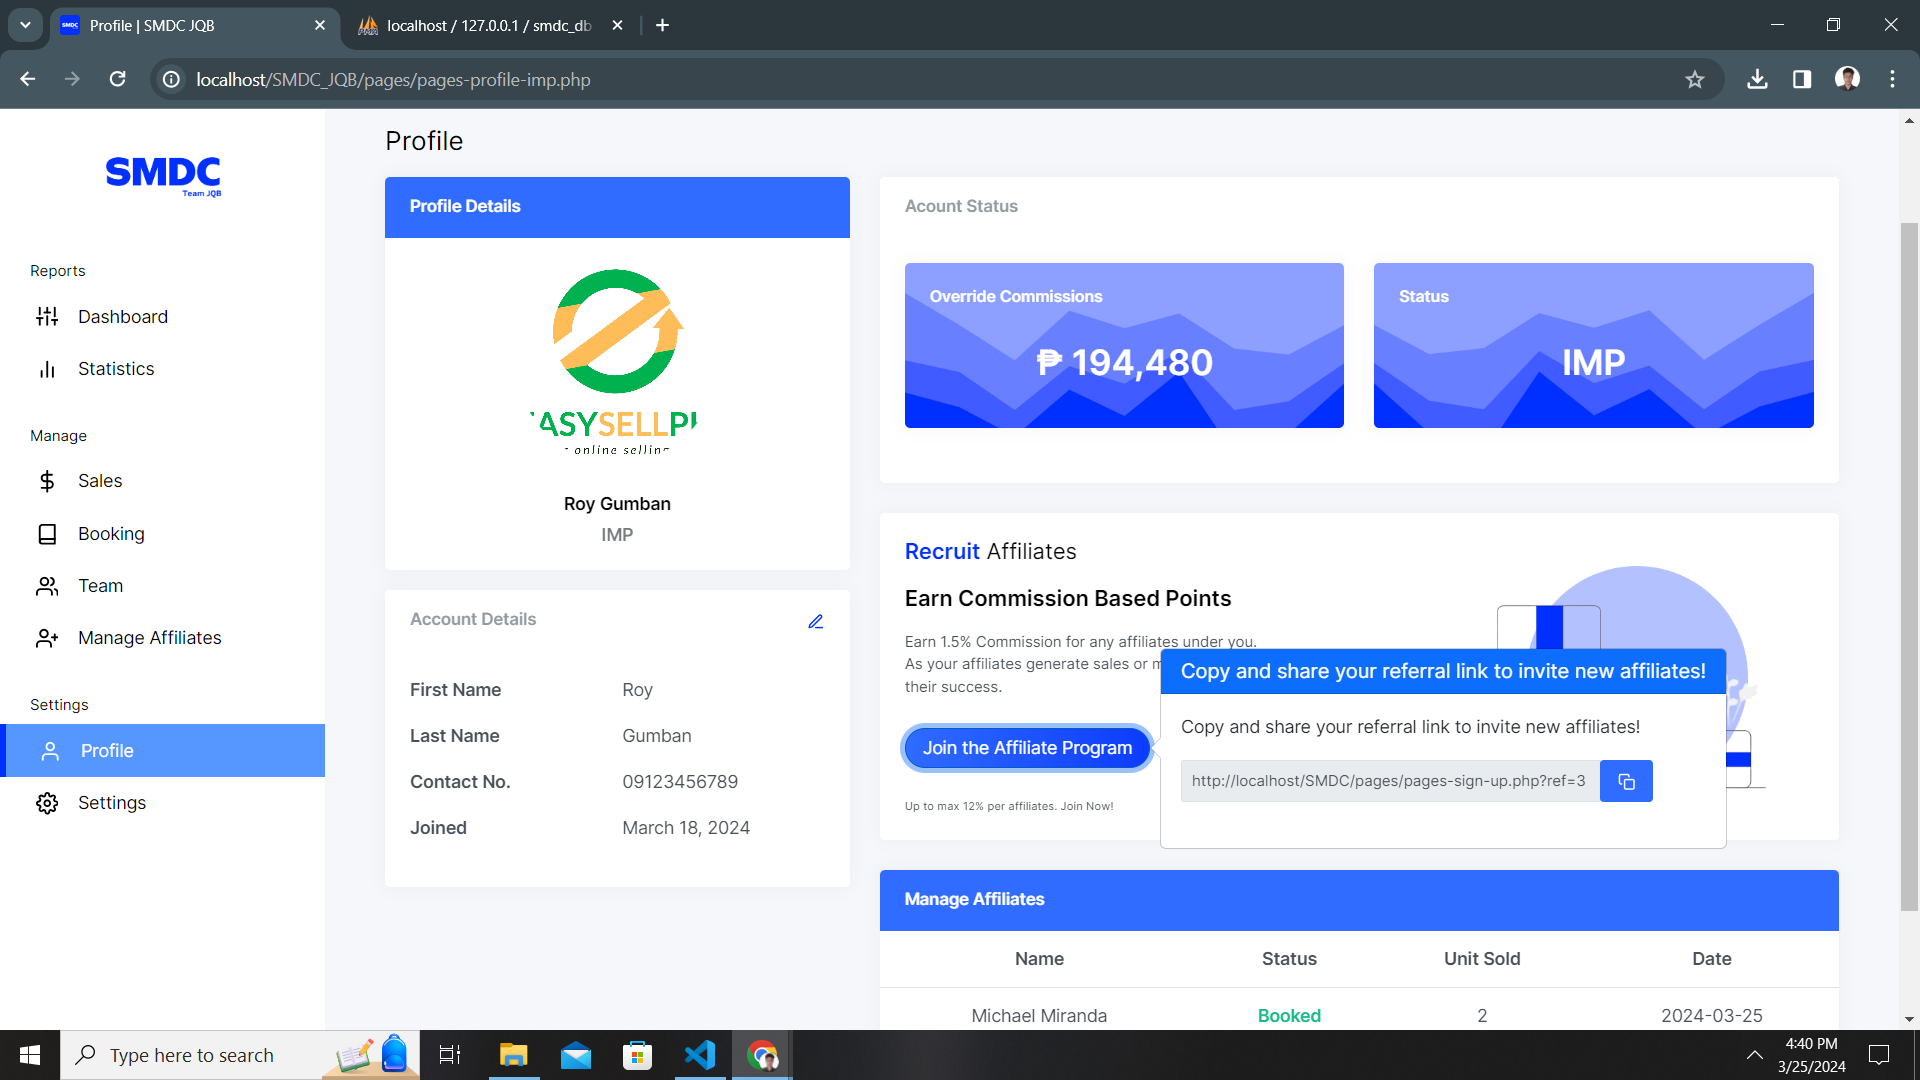 Profile | SMDC JQB
localhost / 127.0.0.1 / smdc_db
localhost/SMDC_JQB/pages/pages-profile-imp.php
SMDC
Team JQB
Reports
Dashboard
Statistics
Manage
Sales
Booking
Team
Manage Affiliates
Settings
Profile
Settings
Profile
Profile Details
ASYSELLP
online selling
Roy Gumban
IMP
Account Details
First Name Roy
Last Name Gumban
Contact No. 09123456789
Joined March 18, 2024
Acount Status
Override Commissions
₱ 194,480
Status
IMP
Recruit Affiliates
Earn Commission Based Points
Earn 1.5% Commission for any affiliates under you.
As your affiliates generate sales or
their success.
Join the Affiliate Program
Up to max 12% per affiliates. Join Now!
Copy and share your referral link to invite new affiliates!
Copy and share your referral link to invite new affiliates!
http://localhost/SMDC/pages/pages-sign-up.php?ref=3
Manage Affiliates
Name Status Unit Sold Date
Michael Miranda Booked 2 2024-03-25
Type here to search
4:40 PM
3/25/2024